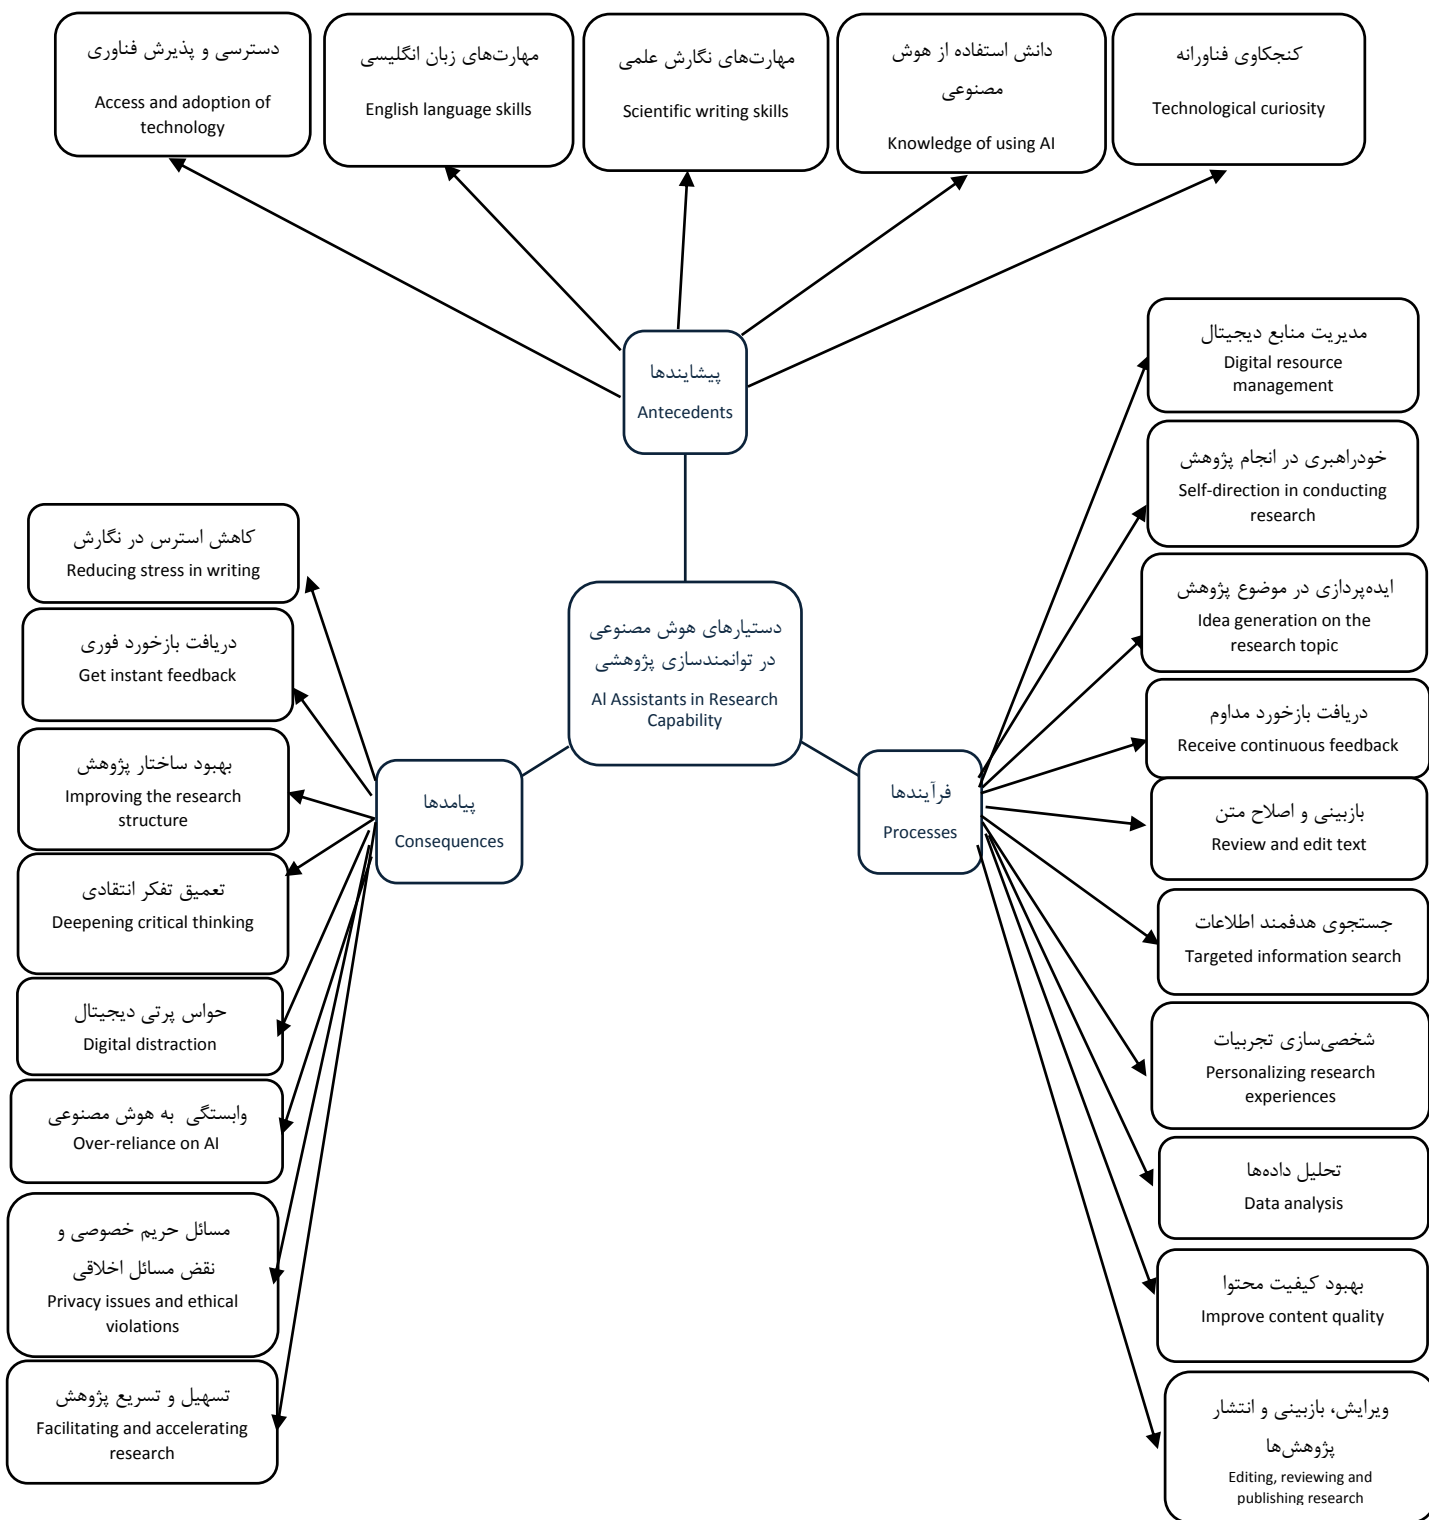 دسترسی و پذیرش فناوری
Access and adoption of
technology
مهارت‌های زبان انگلیسی
English language skills
مهارت‌های نگارش علمی
Scientific writing skills
دانش استفاده از هوش
مصنوعی
Knowledge of using AI
کنجکاوی فناورانه
Technological curiosity
پیشایندها
Antecedents
دستیارهای هوش مصنوعی
در توانمندسازی پژوهشی
AI Assistants in Research
Capability
فرآیندها
Processes
پیامدها
Consequences
مدیریت منابع دیجیتال
Digital resource
management
خودراهبری در انجام پژوهش
Self-direction in conducting
research
ایده‌پردازی در موضوع پژوهش
Idea generation on the
research topic
دریافت بازخورد مداوم
Receive continuous feedback
بازبینی و اصلاح متن
Review and edit text
جستجوی هدفمند اطلاعات
Targeted information search
شخصی‌سازی تجربیات
Personalizing research
experiences
تحلیل داده‌ها
Data analysis
بهبود کیفیت محتوا
Improve content quality
ویرایش، بازبینی و انتشار
پژوهش‌ها
Editing, reviewing and
publishing research
کاهش استرس در نگارش
Reducing stress in writing
دریافت بازخورد فوری
Get instant feedback
بهبود ساختار پژوهش
Improving the research
structure
تعمیق تفکر انتقادی
Deepening critical thinking
حواس پرتی دیجیتال
Digital distraction
وابستگی به هوش مصنوعی
Over-reliance on AI
مسائل حریم خصوصی و
نقض مسائل اخلاقی
Privacy issues and ethical
violations
تسهیل و تسریع پژوهش
Facilitating and accelerating
research